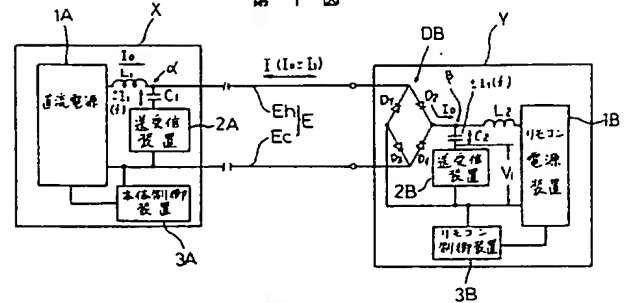 第1図
X
1A
I₀
L₁
α
±I₁
(f)
C₁
直流電源
送受信
装置
2A
本体制御
装置
3A
I (I₀=I₁)
Eh
Ec
E
DB
Y
D₂
D₃
D₁
I₀
β
±I₁(f)
C₂
L₂
1B
リモコン
電源
装置
送受信
装置
2B
V₁
リモコン
制御装置
3B